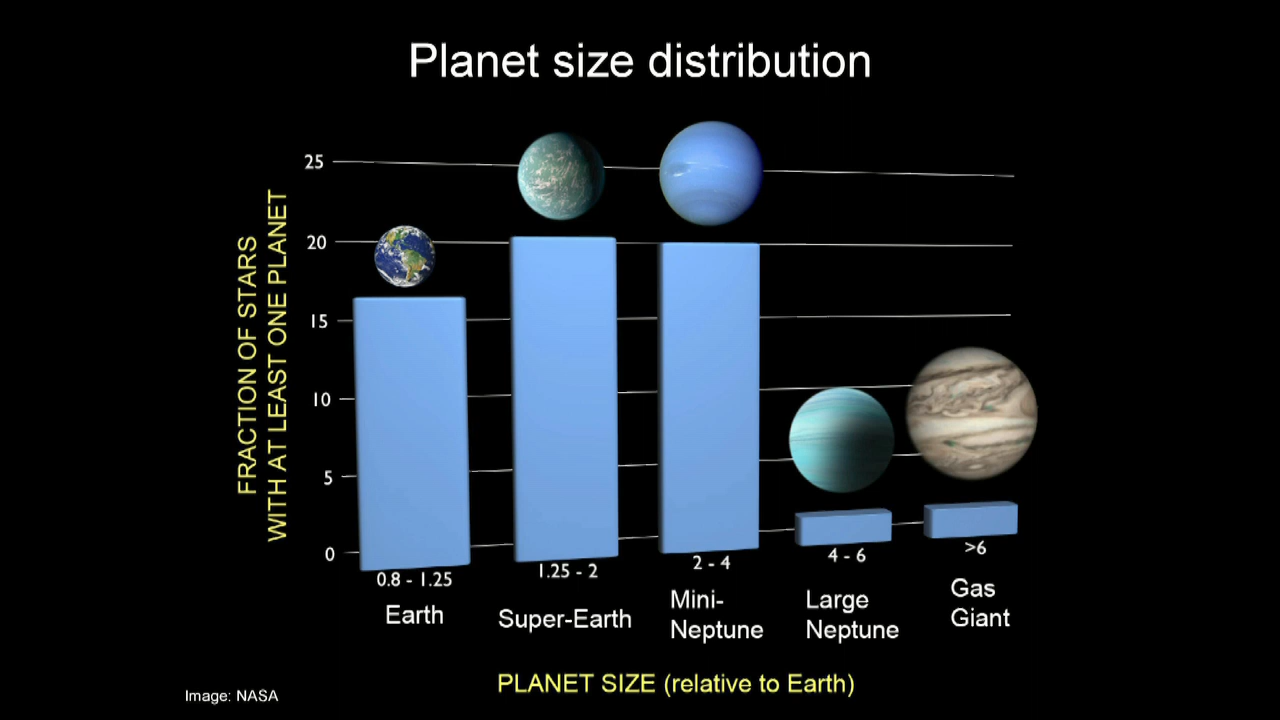 Planet size distribution
25
20
15
10
5
0
FRACTION OF STARS
WITH AT LEAST ONE PLANET
0.8 - 1.25
1.25 - 2
2 - 4
4 - 6
>6
Earth
Super-Earth
Mini-
Neptune
Large
Neptune
Gas
Giant
PLANET SIZE (relative to Earth)
Image: NASA